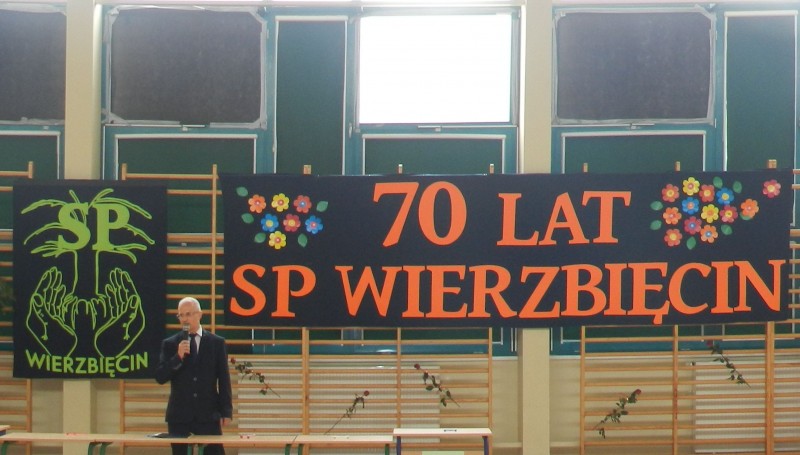 SP
WIERZBIĘCIN
70 LAT
SP WIERZBIĘCIN